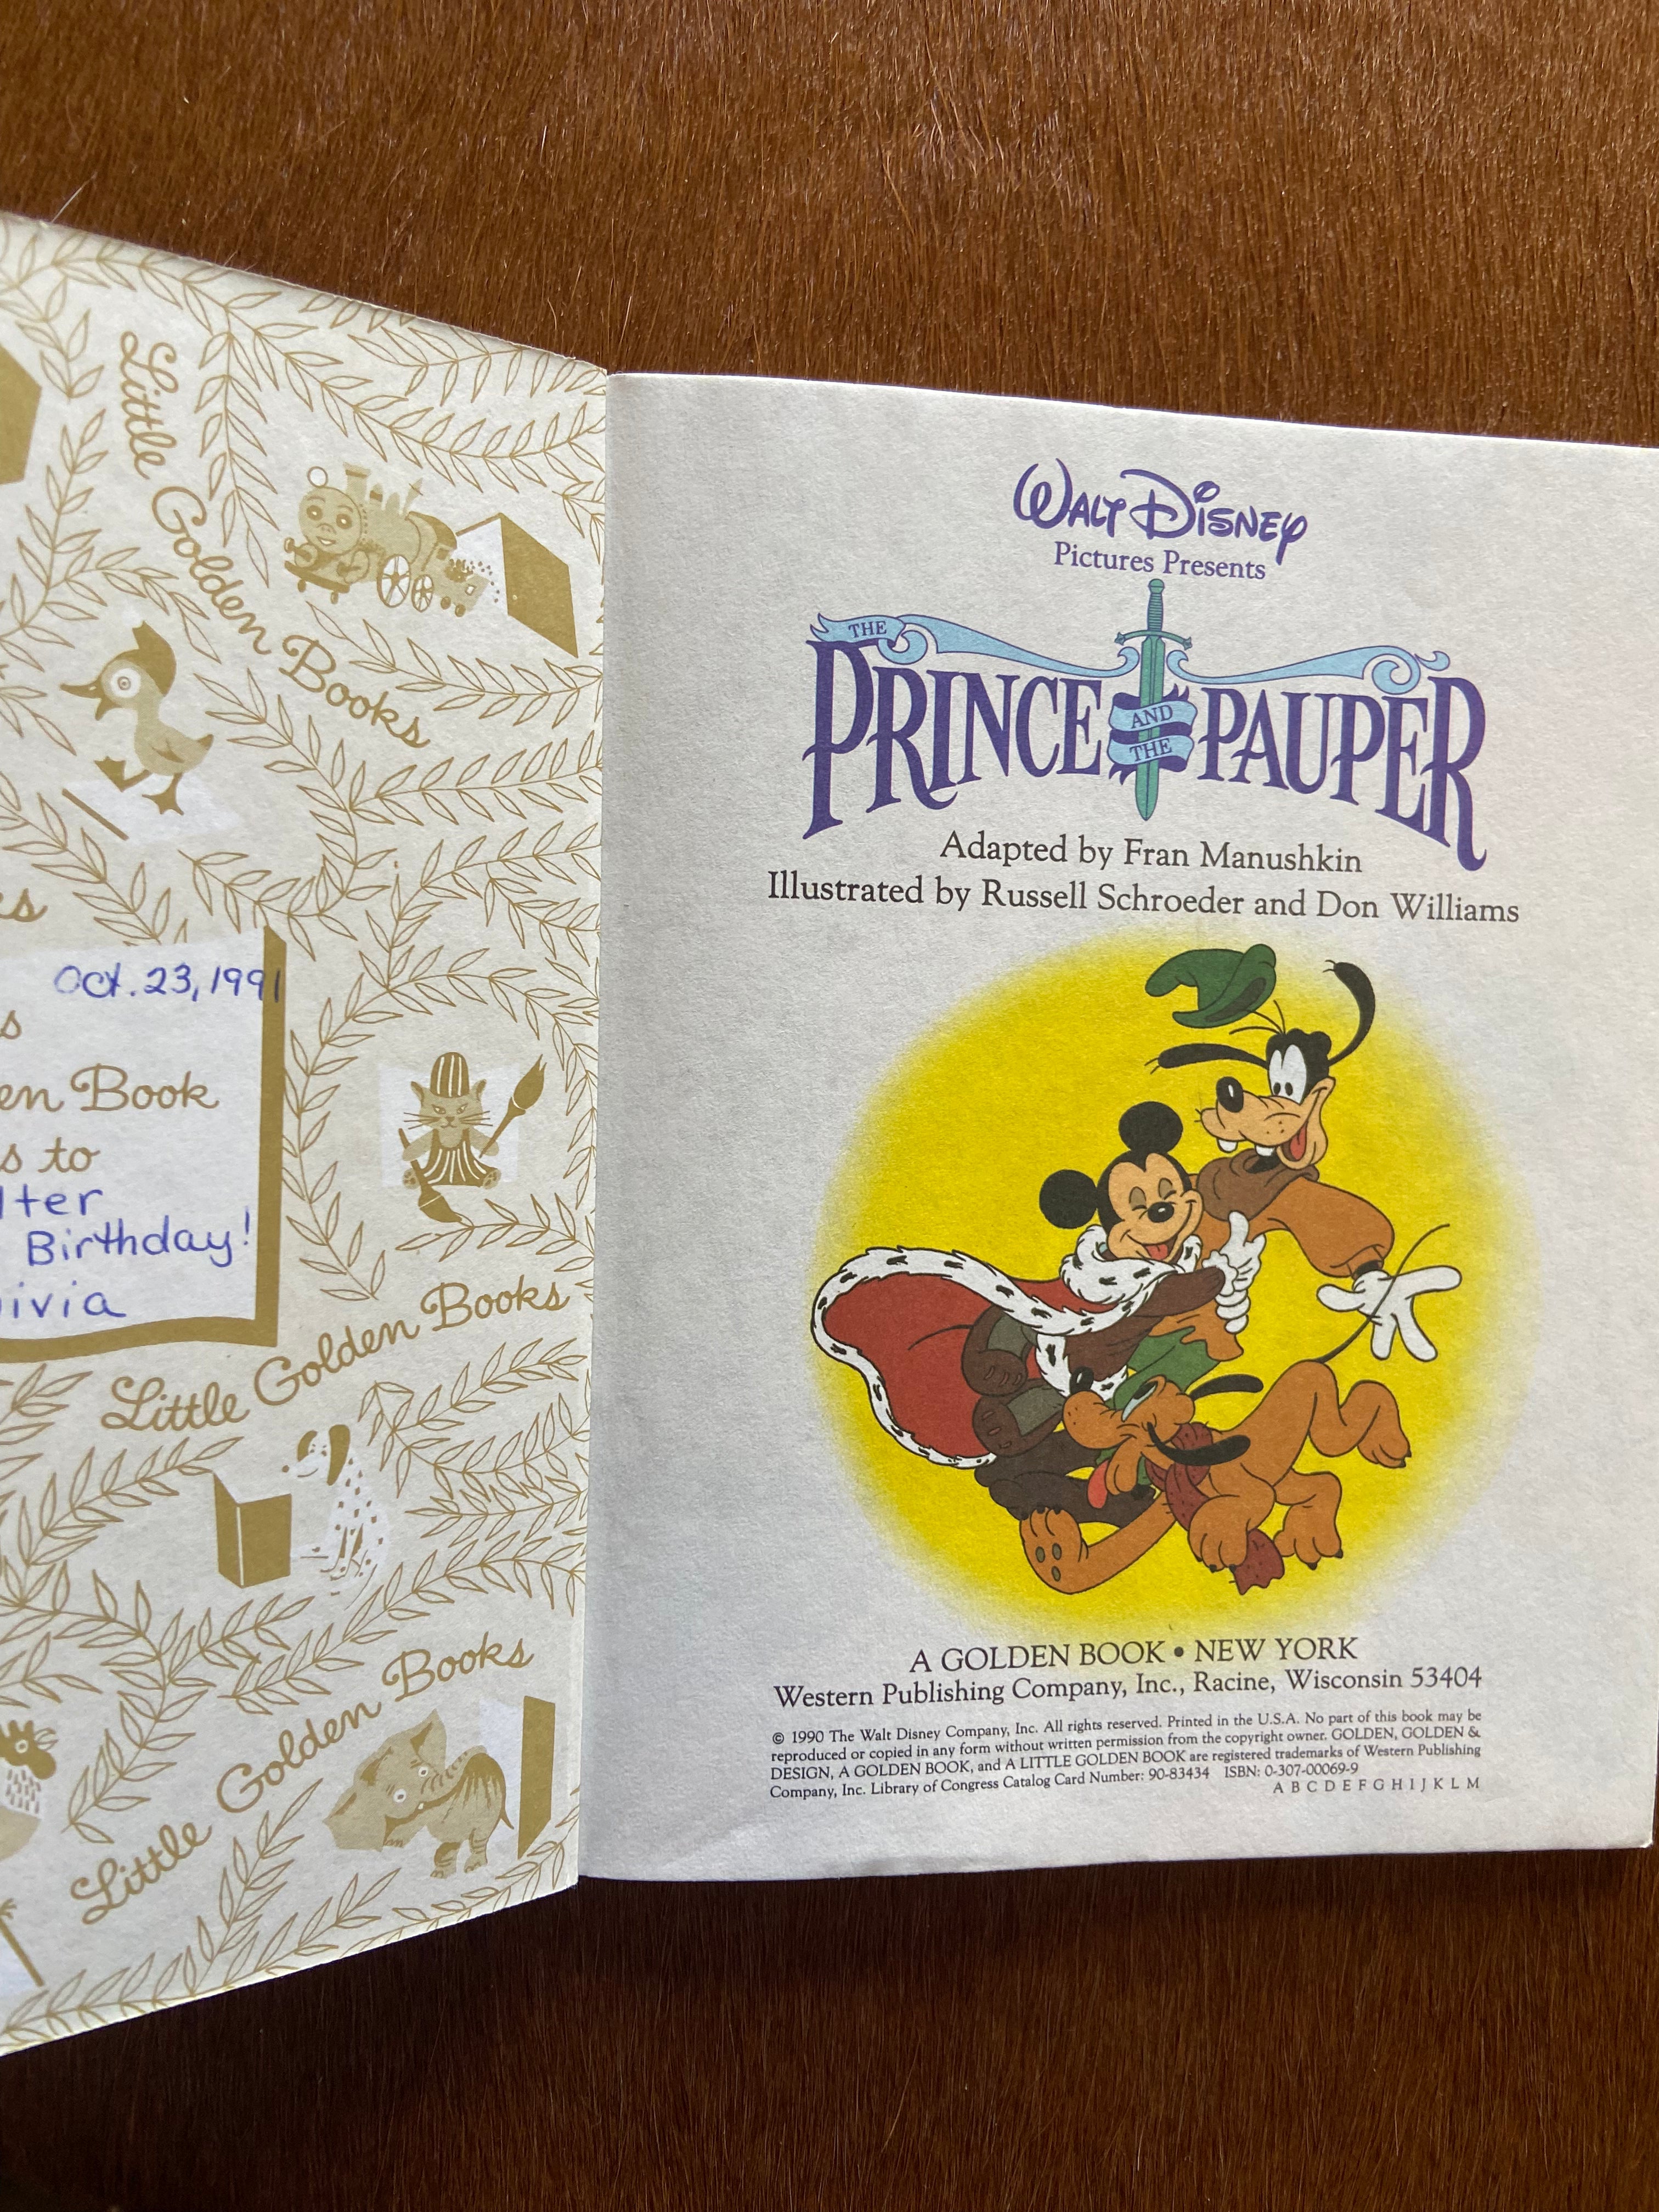 Little Golden Books
Oct. 23, 1991
Book
to
Birthday!
Little Golden Books
Little Golden Books
WALT DISNEY
Pictures Presents
THE
PRINCE AND THE PAUPER
Adapted by Fran Manushkin
Illustrated by Russell Schroeder and Don Williams
A GOLDEN BOOK • NEW YORK
Western Publishing Company, Inc., Racine, Wisconsin 53404
© 1990 The Walt Disney Company, Inc. All rights reserved. Printed in the U.S.A. No part of this book may be
reproduced or copied in any form without written permission from the copyright owner. GOLDEN, GOLDEN &
DESIGN, A GOLDEN BOOK, and A LITTLE GOLDEN BOOK are registered trademarks of Western Publishing
Company, Inc. Library of Congress Catalog Card Number: 90-83434 ISBN: 0-307-00069-9
A B C D E F G H I J K L M